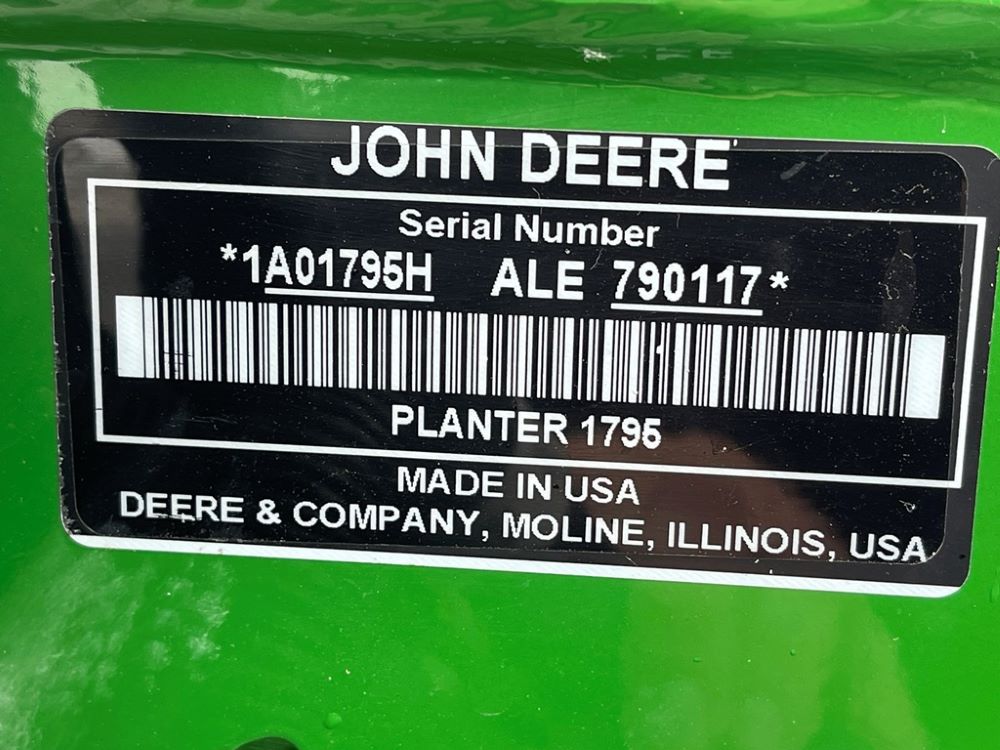 JOHN DEERE
Serial Number
*1A01795H ALE 790117*
PLANTER 1795
MADE IN USA
DEERE & COMPANY, MOLINE, ILLINOIS, USA